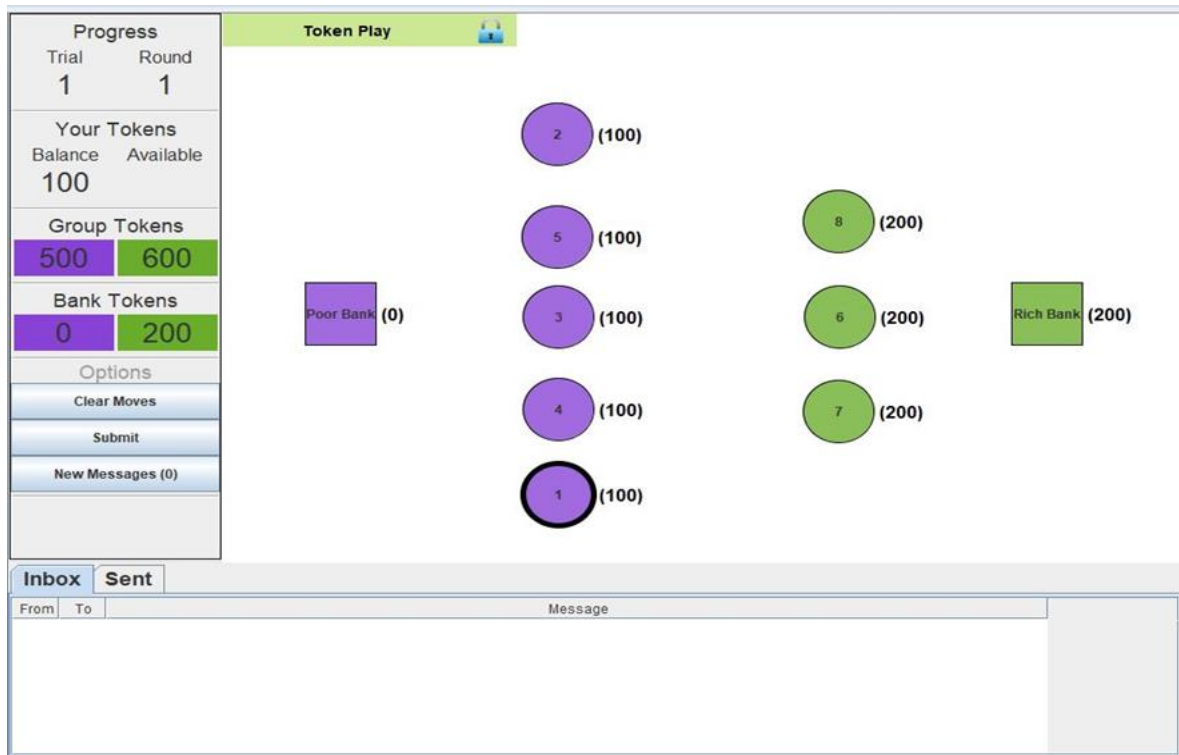 Progress
Trial Round
1 1
Your Tokens
Balance Available
100
Group Tokens
500 600
Bank Tokens
0 200
Options
Clear Moves
Submit
New Messages (0)
Token Play
2 (100)
5 (100)
3 (100)
4 (100)
1 (100)
8 (200)
6 (200)
7 (200)
Poor Bank (0)
Rich Bank (200)
Inbox Sent
From To Message